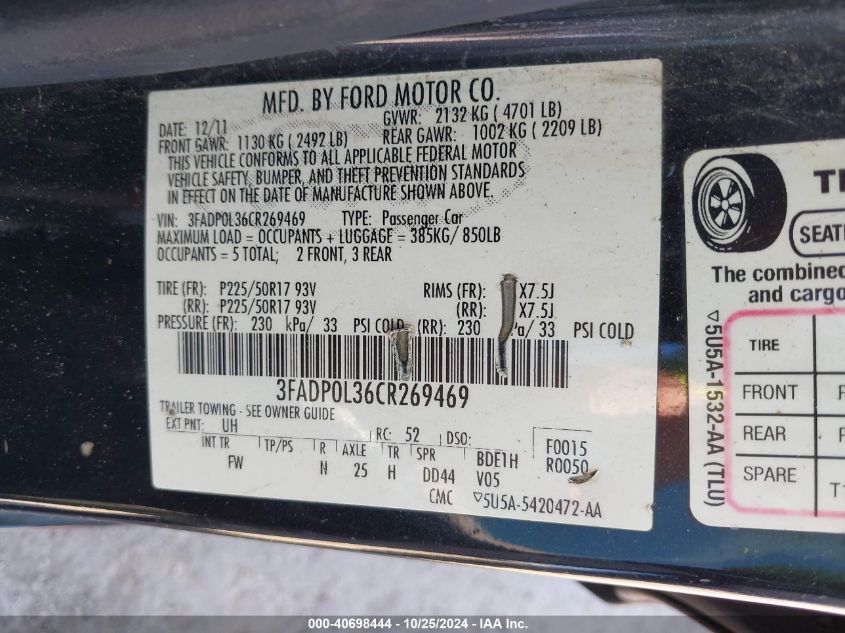 MFD. BY FORD MOTOR CO.
DATE: 12/11 GVWR: 2132 KG ( 4701 LB)
FRONT GAWR: 1130 KG ( 2492 LB) REAR GAWR: 1002 KG ( 2209 LB)
THIS VEHICLE CONFORMS TO ALL APPLICABLE FEDERAL MOTOR
VEHICLE SAFETY, BUMPER, AND THEFT PREVENTION STANDARDS
IN EFFECT ON THE DATE OF MANUFACTURE SHOWN ABOVE.
VIN: 3FADP0L36CR269469 TYPE: Passenger Car
MAXIMUM LOAD = OCCUPANTS + LUGGAGE = 385KG/ 850LB
OCCUPANTS = 5 TOTAL; 2 FRONT, 3 REAR
TIRE (FR): P225/50R17 93V RIMS (FR): X7.5J
(RR): P225/50R17 93V (RR): X7.5J
PRESSURE (FR): 230 kPa/ 33 PSI COLD (RR): 230 Pa/ 33 PSI COLD
3FADP0L36CR269469
TRAILER TOWING - SEE OWNER GUIDE
EXT PNT: UH RC: 52 DSO: F0015
INT TR TP/PS R AXLE TR SPR BDE1H R0050
FW N 25 H DD44 V05
CMC ▽5U5A-5420472-AA
TI
SEATI
The combined
and cargo
▽5U5A-1532-AA (TLU)
TIRE
FRONT
REAR
SPARE T1
000-40698444 - 10/25/2024 - IAA Inc.